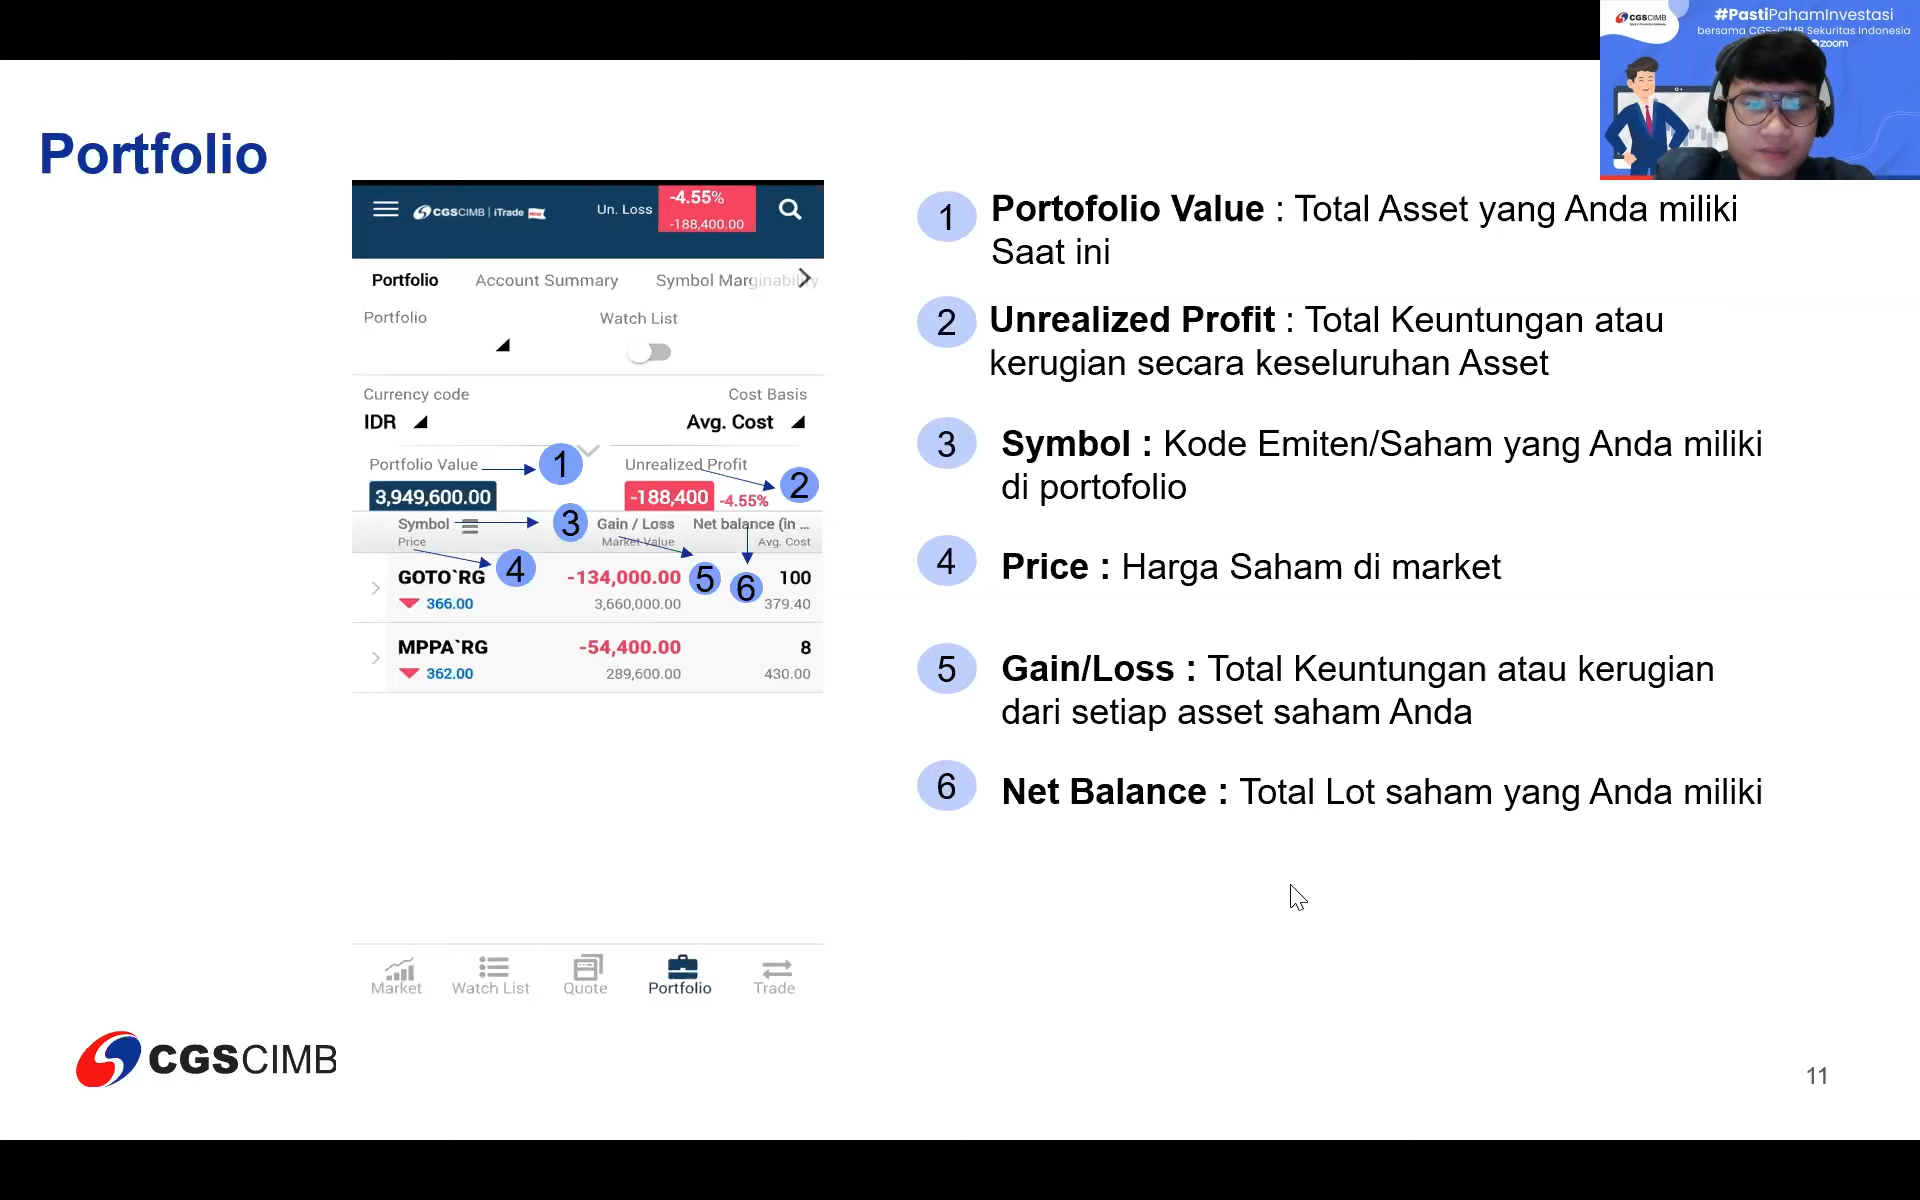 CGSCIMB
#PastiPahamInvestasi
bersama CGS-CIMB Sekuritas Indonesia
zoom
Portfolio
CGSCIMB | iTrade NEW
Un. Loss
-4.55%
-188,400.00
Portfolio Account Summary Symbol Marginability
Portfolio Watch List
Currency code Cost Basis
IDR Avg. Cost
Portfolio Value 1 Unrealized Profit 2
3,949,600.00 -188,400 -4.55%
Symbol 3 Gain / Loss Net balance (in ...
Price Market Value Avg. Cost
GOTO`RG 4 -134,000.00 5 6 100
366.00 3,660,000.00 379.40
MPPA`RG -54,400.00 8
362.00 289,600.00 430.00
Market Watch List Quote Portfolio Trade
1 Portofolio Value : Total Asset yang Anda miliki
Saat ini
2 Unrealized Profit : Total Keuntungan atau
kerugian secara keseluruhan Asset
3 Symbol : Kode Emiten/Saham yang Anda miliki
di portofolio
4 Price : Harga Saham di market
5 Gain/Loss : Total Keuntungan atau kerugian
dari setiap asset saham Anda
6 Net Balance : Total Lot saham yang Anda miliki
CGSCIMB
11